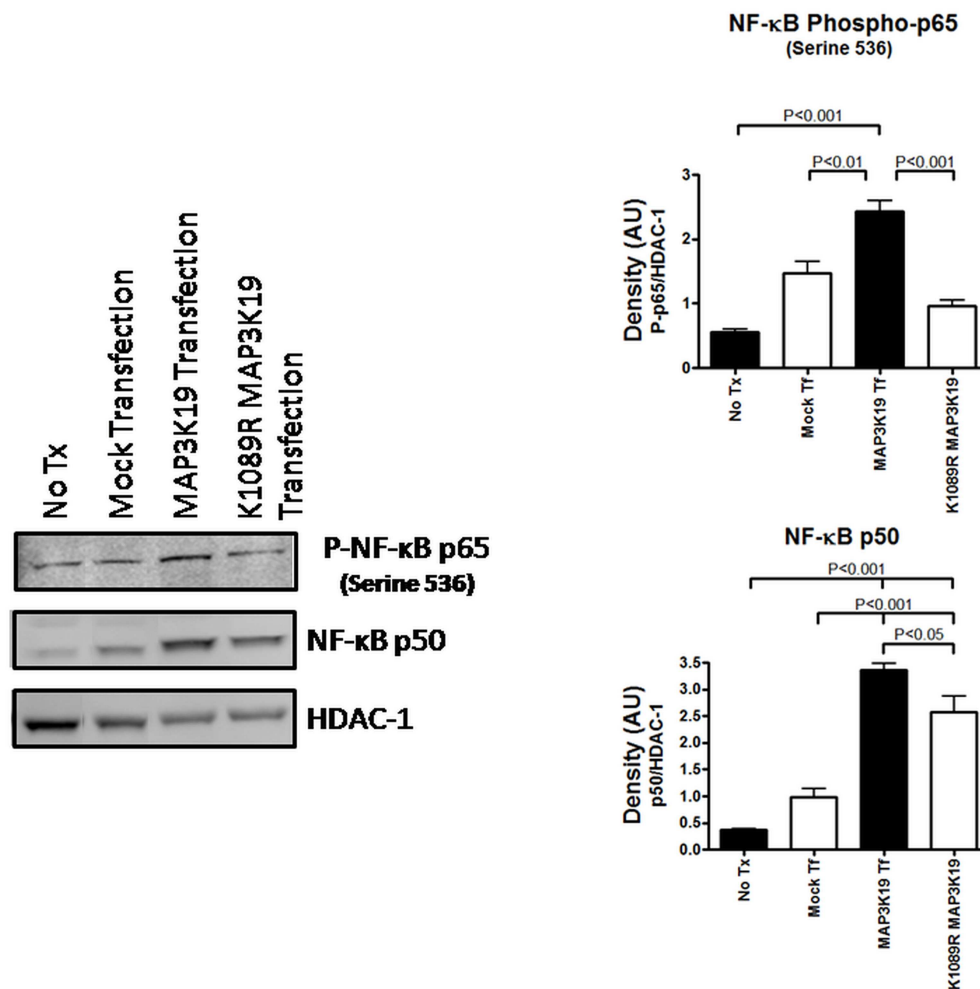 No Tx
Mock Transfection
MAP3K19 Transfection
K1089R MAP3K19
Transfection
P-NF-κB p65
(Serine 536)
NF-κB p50
HDAC-1
NF-κB Phospho-p65
(Serine 536)
P<0.001
P<0.01
P<0.001
Density (AU)
P-p65/HDAC-1
3
2
1
0
No Tx
Mock Tf
MAP3K19 Tf
K1089R MAP3K19
NF-κB p50
P<0.001
P<0.001
P<0.05
Density (AU)
p50/HDAC-1
3.5
3.0
2.5
2.0
1.5
1.0
0.5
0.0
No Tx
Mock Tf
MAP3K19 Tf
K1089R MAP3K19